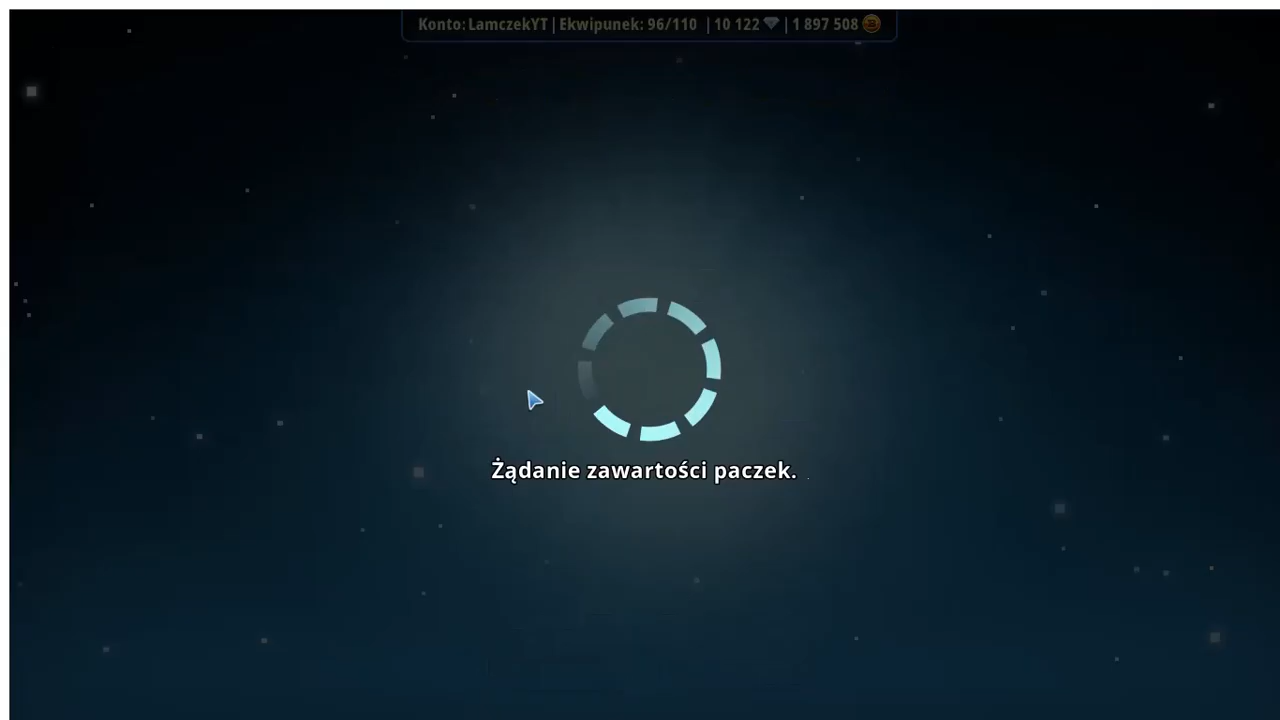 Konto: LamczekYT | Ekwipunek: 96/110 | 10 122 | 1 897 508
Żądanie zawartości paczek.